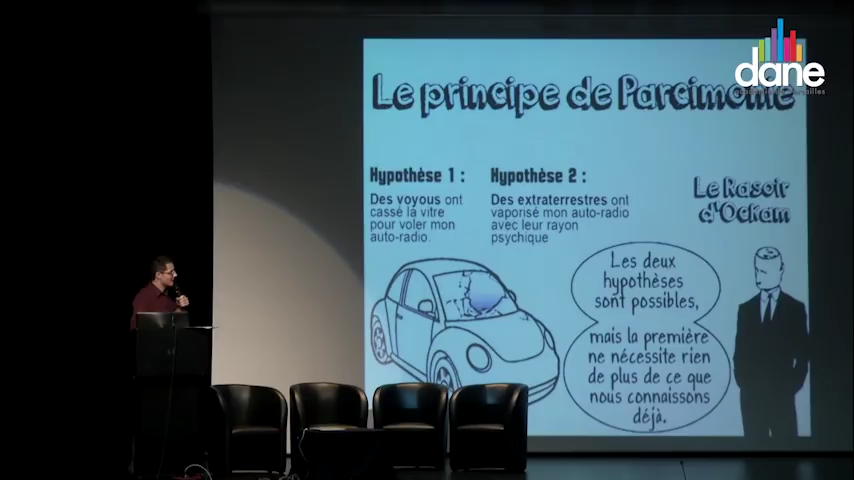 dane
Le principe de Parcimonie
Hypothèse 1 :
Des voyous ont
cassé la vitre
pour voler mon
auto-radio.
Hypothèse 2 :
Des extraterrestres ont
vaporisé mon auto-radio
avec leur rayon
psychique
Le Rasoir
d'Ockam
Les deux
hypothèses
sont possibles,
mais la première
ne nécessite rien
de plus de ce que
nous connaissons
déjà.